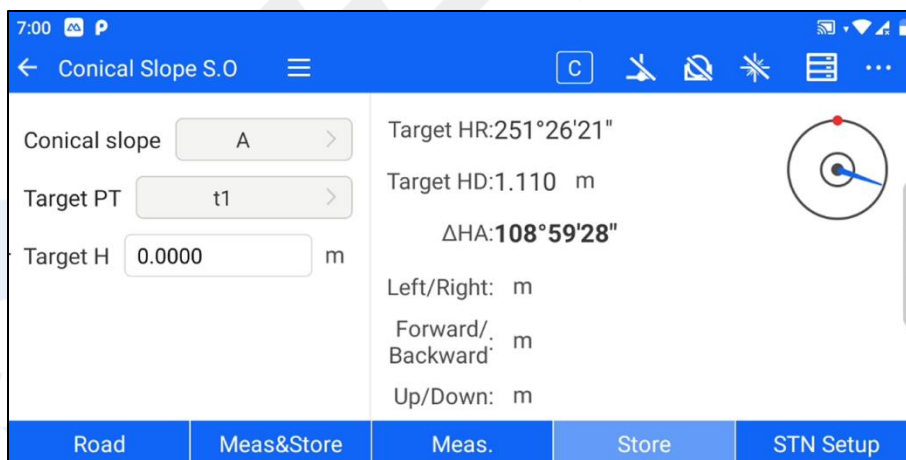 7:00
Conical Slope S.O
C
Conical slope A
Target PT t1
Target H 0.0000 m
Target HR:251°26'21"
Target HD:1.110 m
ΔHA:108°59'28"
Left/Right: m
Forward/
Backward: m
Up/Down: m
Road Meas&Store Meas. Store STN Setup